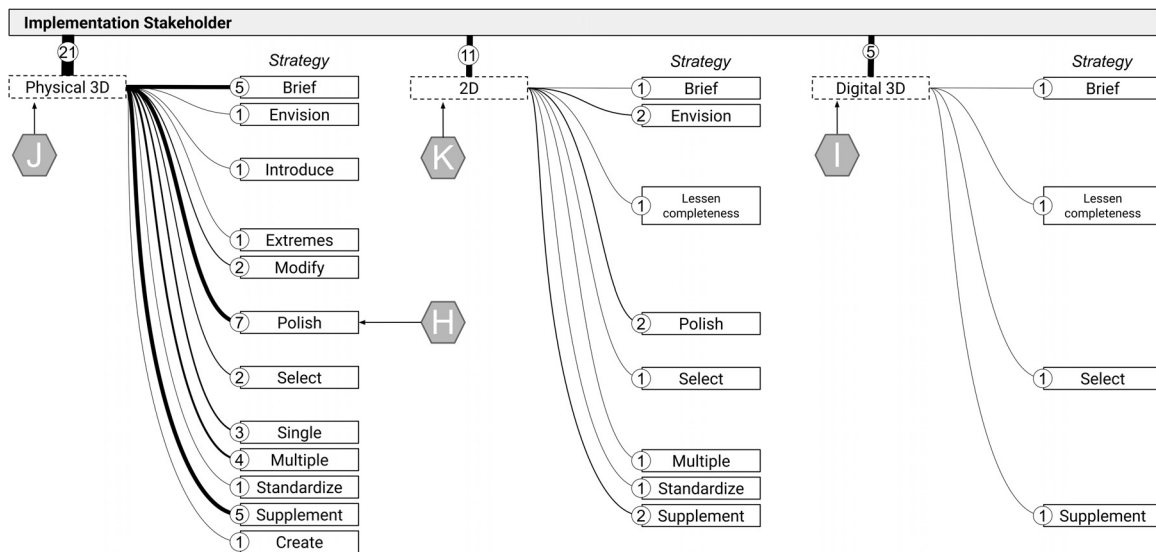 Implementation Stakeholder
21
11
5
Strategy
Strategy
Strategy
Physical 3D
5 Brief
1 Envision
1 Introduce
1 Extremes
2 Modify
7 Polish
2 Select
3 Single
4 Multiple
1 Standardize
5 Supplement
1 Create
J
H
2D
1 Brief
2 Envision
1 Lessen
completeness
2 Polish
1 Select
1 Multiple
1 Standardize
2 Supplement
K
Digital 3D
1 Brief
1 Lessen
completeness
1 Select
1 Supplement
I